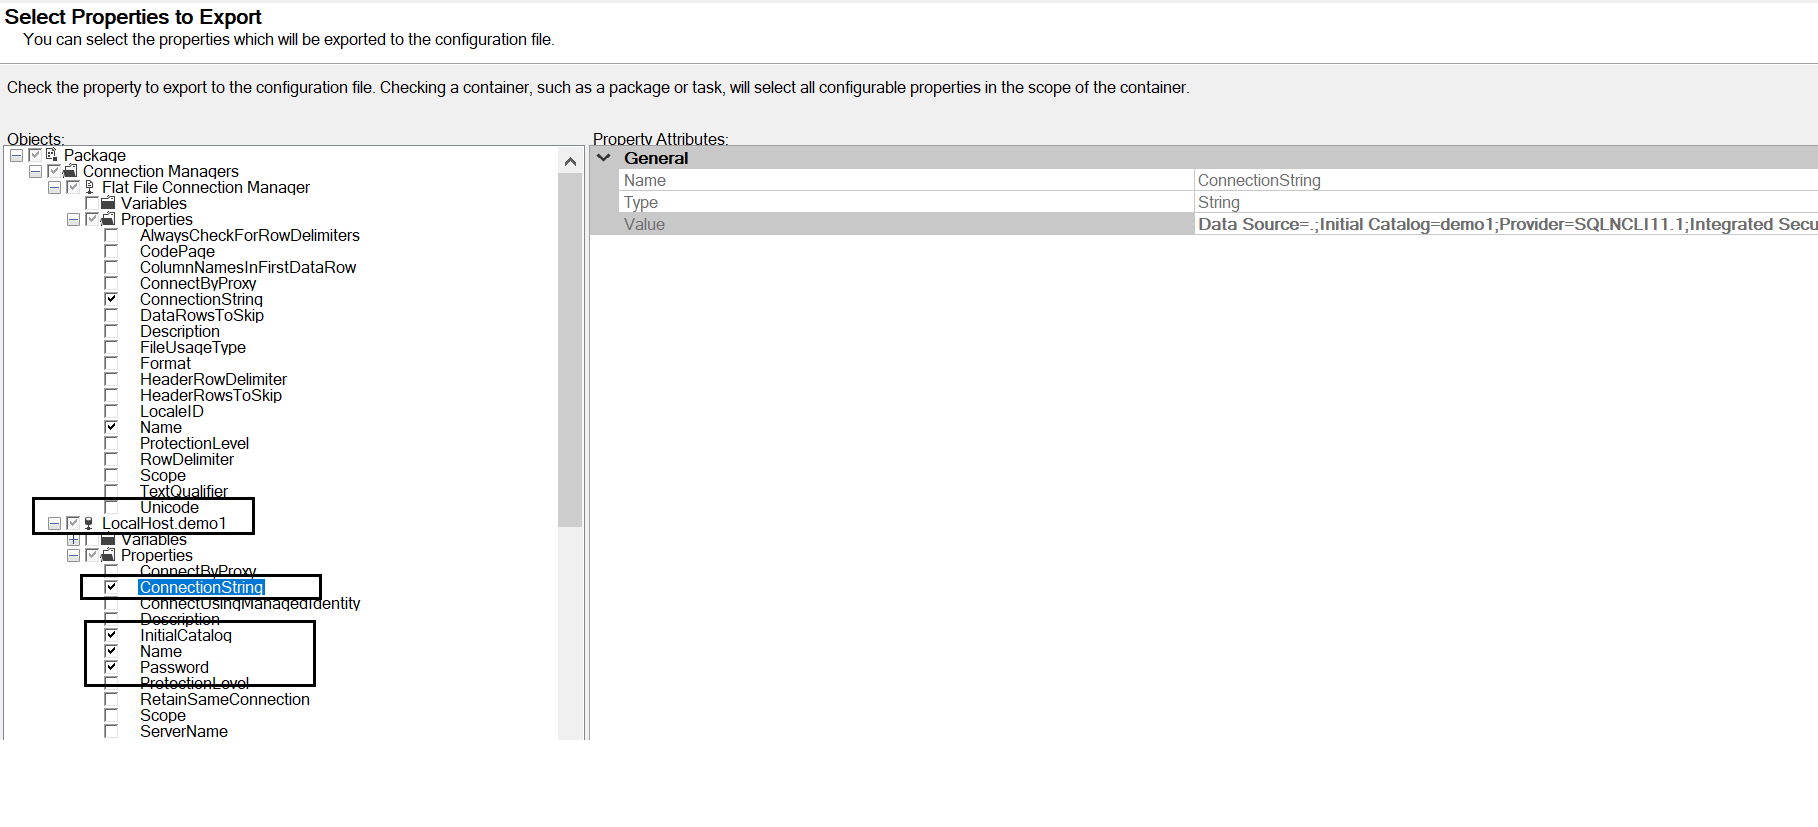 Select Properties to Export
You can select the properties which will be exported to the configuration file.
Check the property to export to the configuration file. Checking a container, such as a package or task, will select all configurable properties in the scope of the container.
Objects:
Package
Connection Managers
Flat File Connection Manager
Variables
Properties
AlwaysCheckForRowDelimiters
CodePage
ColumnNamesInFirstDataRow
ConnectByProxy
ConnectionString
DataRowsToSkip
Description
FileUsageType
Format
HeaderRowDelimiter
HeaderRowsToSkip
LocaleID
Name
ProtectionLevel
RowDelimiter
Scope
TextQualifier
Unicode
LocalHost.demo1
Variables
Properties
ConnectByProxy
ConnectionString
ConnectUsingManagedIdentity
Description
InitialCatalog
Name
Password
ProtectionLevel
RetainSameConnection
Scope
ServerName
Property Attributes:
General
Name ConnectionString
Type String
Value Data Source=.;Initial Catalog=demo1;Provider=SQLNCLI11.1;Integrated Secu